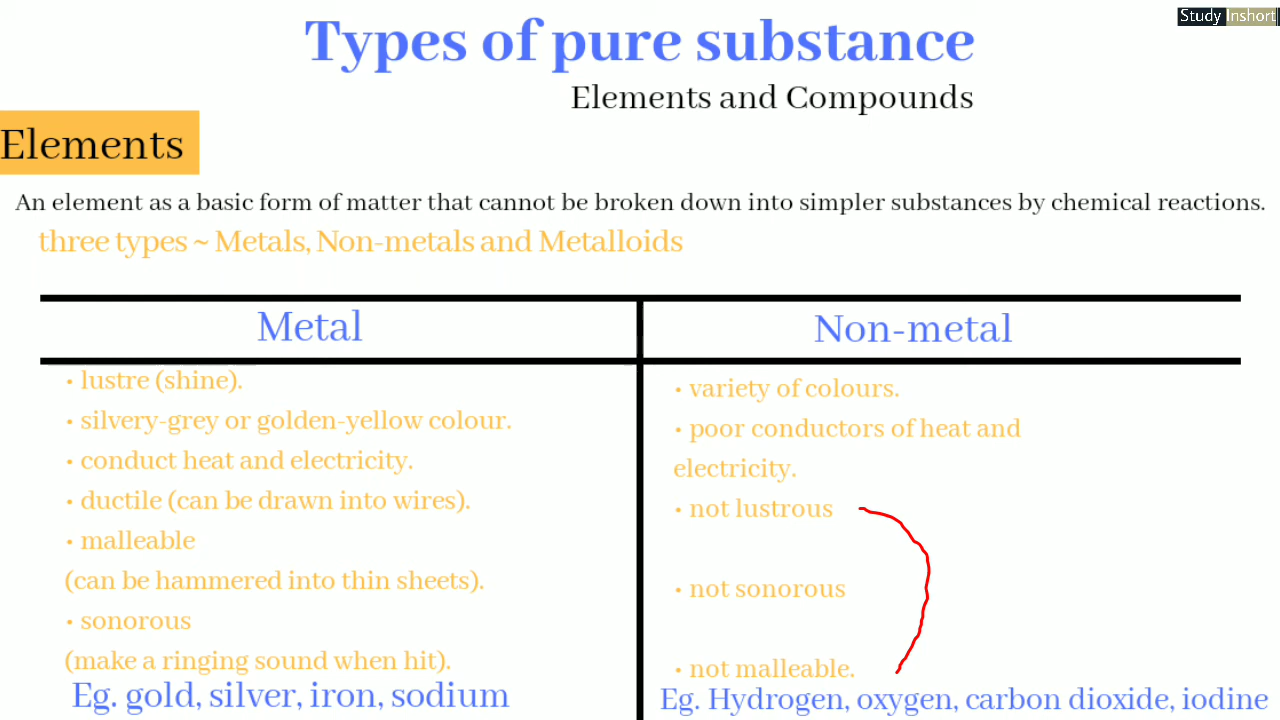 Study Inshort
Types of pure substance
Elements and Compounds
Elements
An element as a basic form of matter that cannot be broken down into simpler substances by chemical reactions.
three types ~ Metals, Non-metals and Metalloids
Metal
• lustre (shine).
• silvery-grey or golden-yellow colour.
• conduct heat and electricity.
• ductile (can be drawn into wires).
• malleable
(can be hammered into thin sheets).
• sonorous
(make a ringing sound when hit).
Eg. gold, silver, iron, sodium
Non-metal
• variety of colours.
• poor conductors of heat and
electricity.
• not lustrous
• not sonorous
• not malleable.
Eg. Hydrogen, oxygen, carbon dioxide, iodine